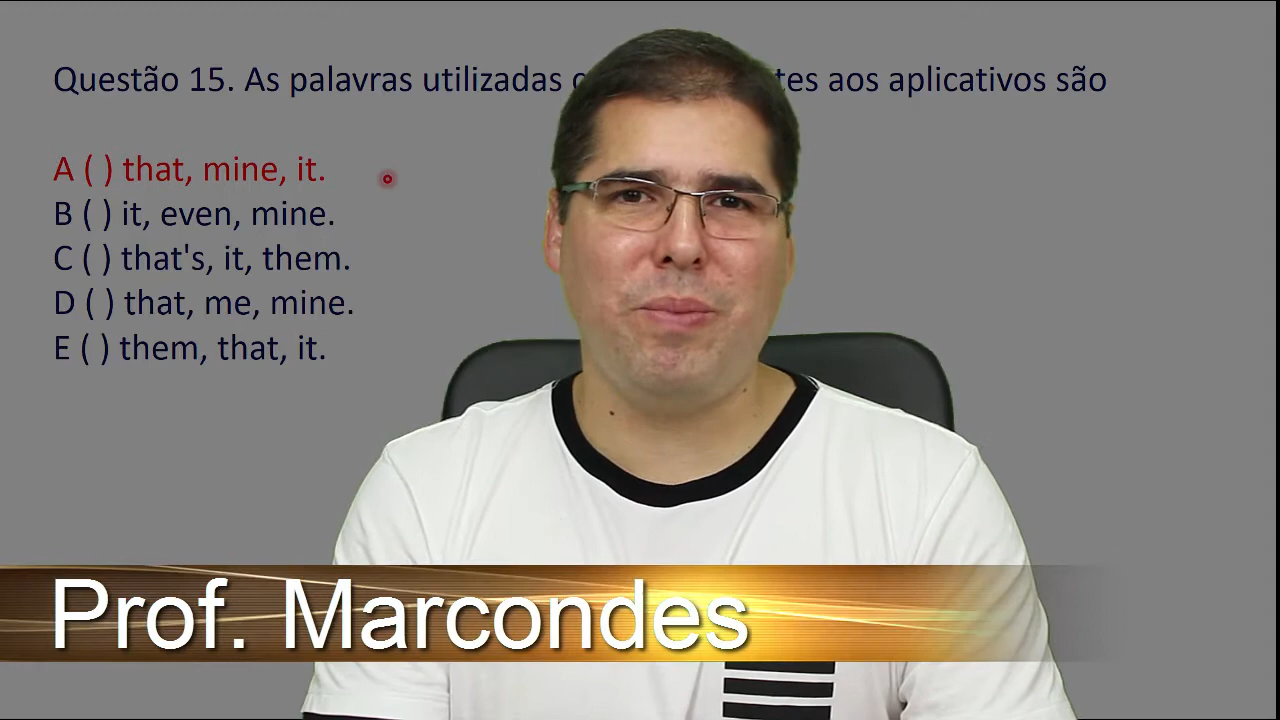 Questão 15. As palavras utilizadas aos aplicativos são
A ( ) that, mine, it.
B ( ) it, even, mine.
C ( ) that's, it, them.
D ( ) that, me, mine.
E ( ) them, that, it.
Prof. Marcondes